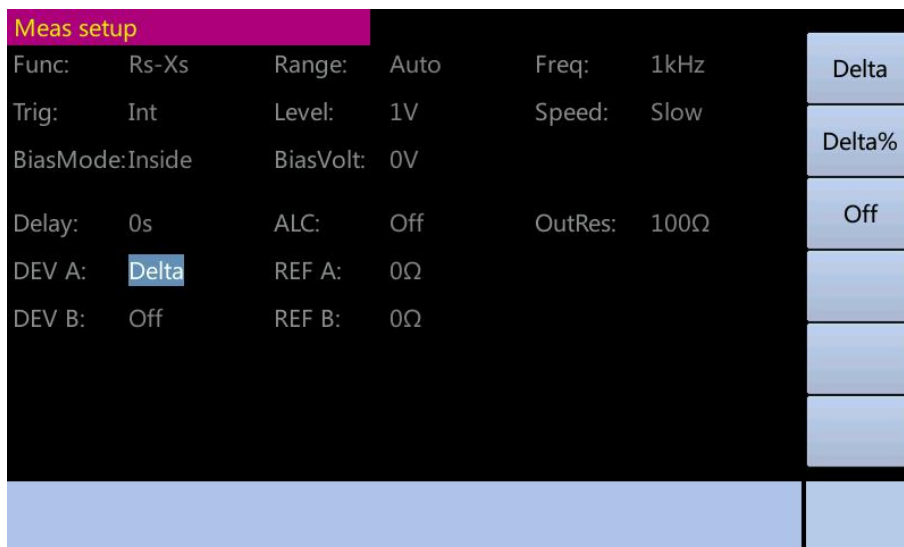 Meas setup
Func: Rs-Xs Range: Auto Freq: 1kHz
Trig: Int Level: 1V Speed: Slow
BiasMode: Inside BiasVolt: 0V
Delay: 0s ALC: Off OutRes: 100Ω
DEV A: Delta REF A: 0Ω
DEV B: Off REF B: 0Ω
Delta
Delta%
Off